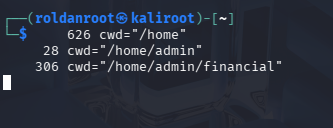 ┌──(roldanroot㉿kaliroot)-[~]
└─$      626 cwd="/home"
     28 cwd="/home/admin"
    306 cwd="/home/admin/financial"